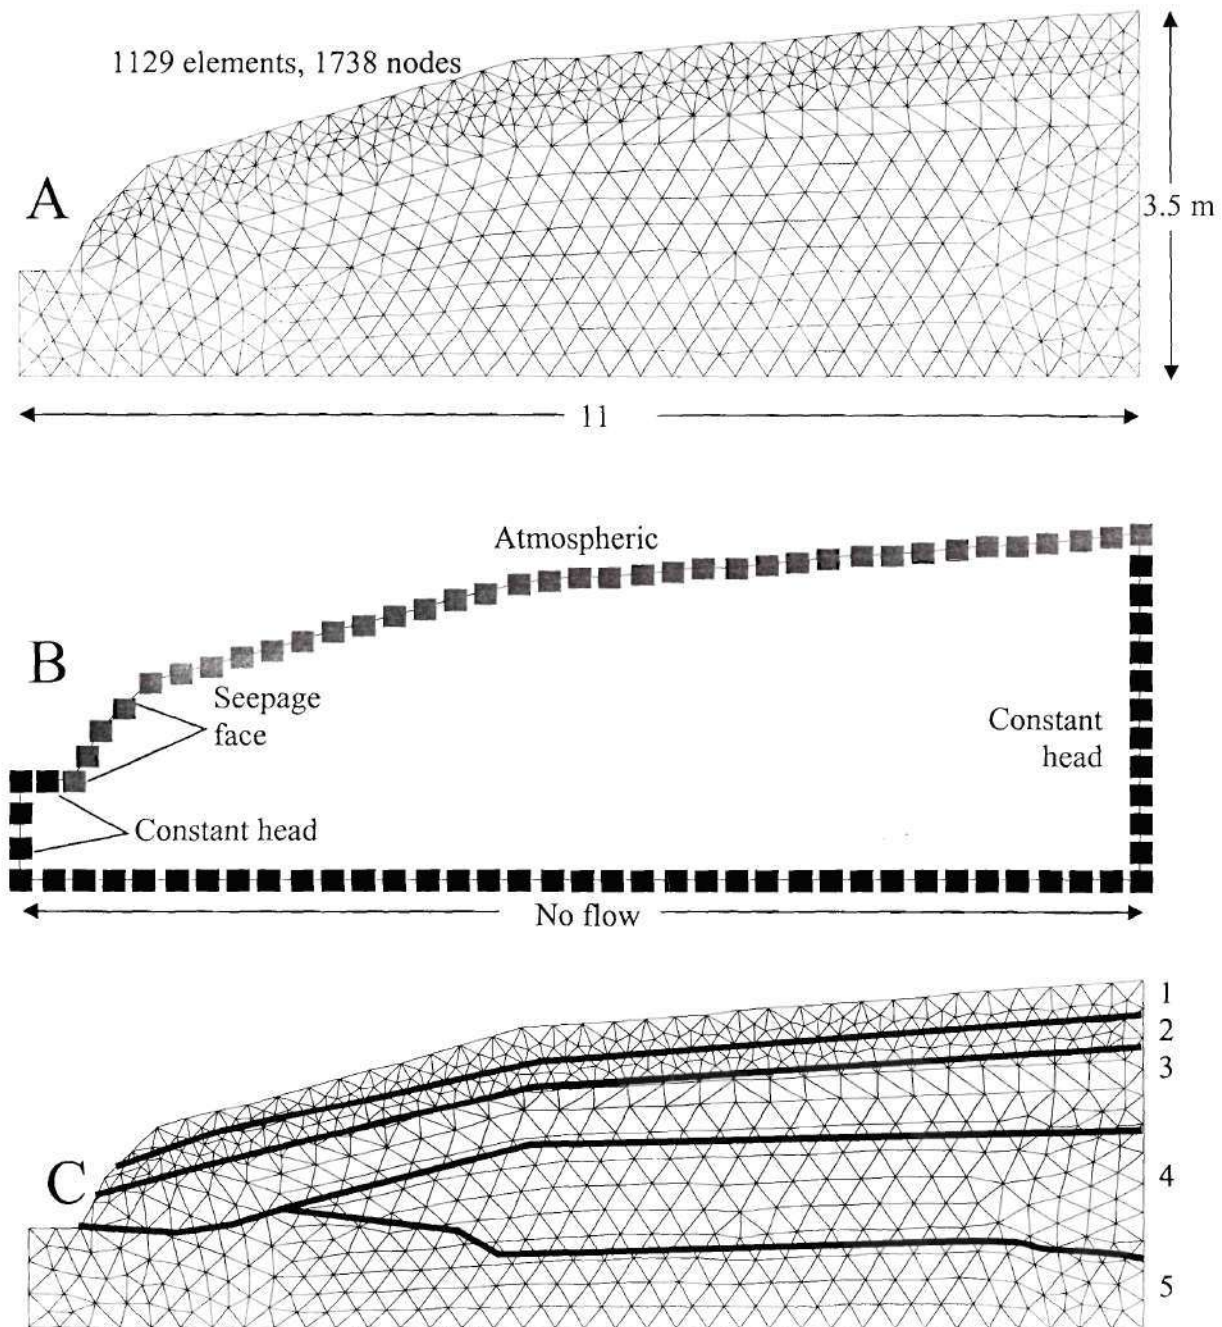 1129 elements, 1738 nodes
A
3.5 m
11
Atmospheric
B
Seepage
face
Constant
head
Constant head
No flow
1
2
3
C
4
5